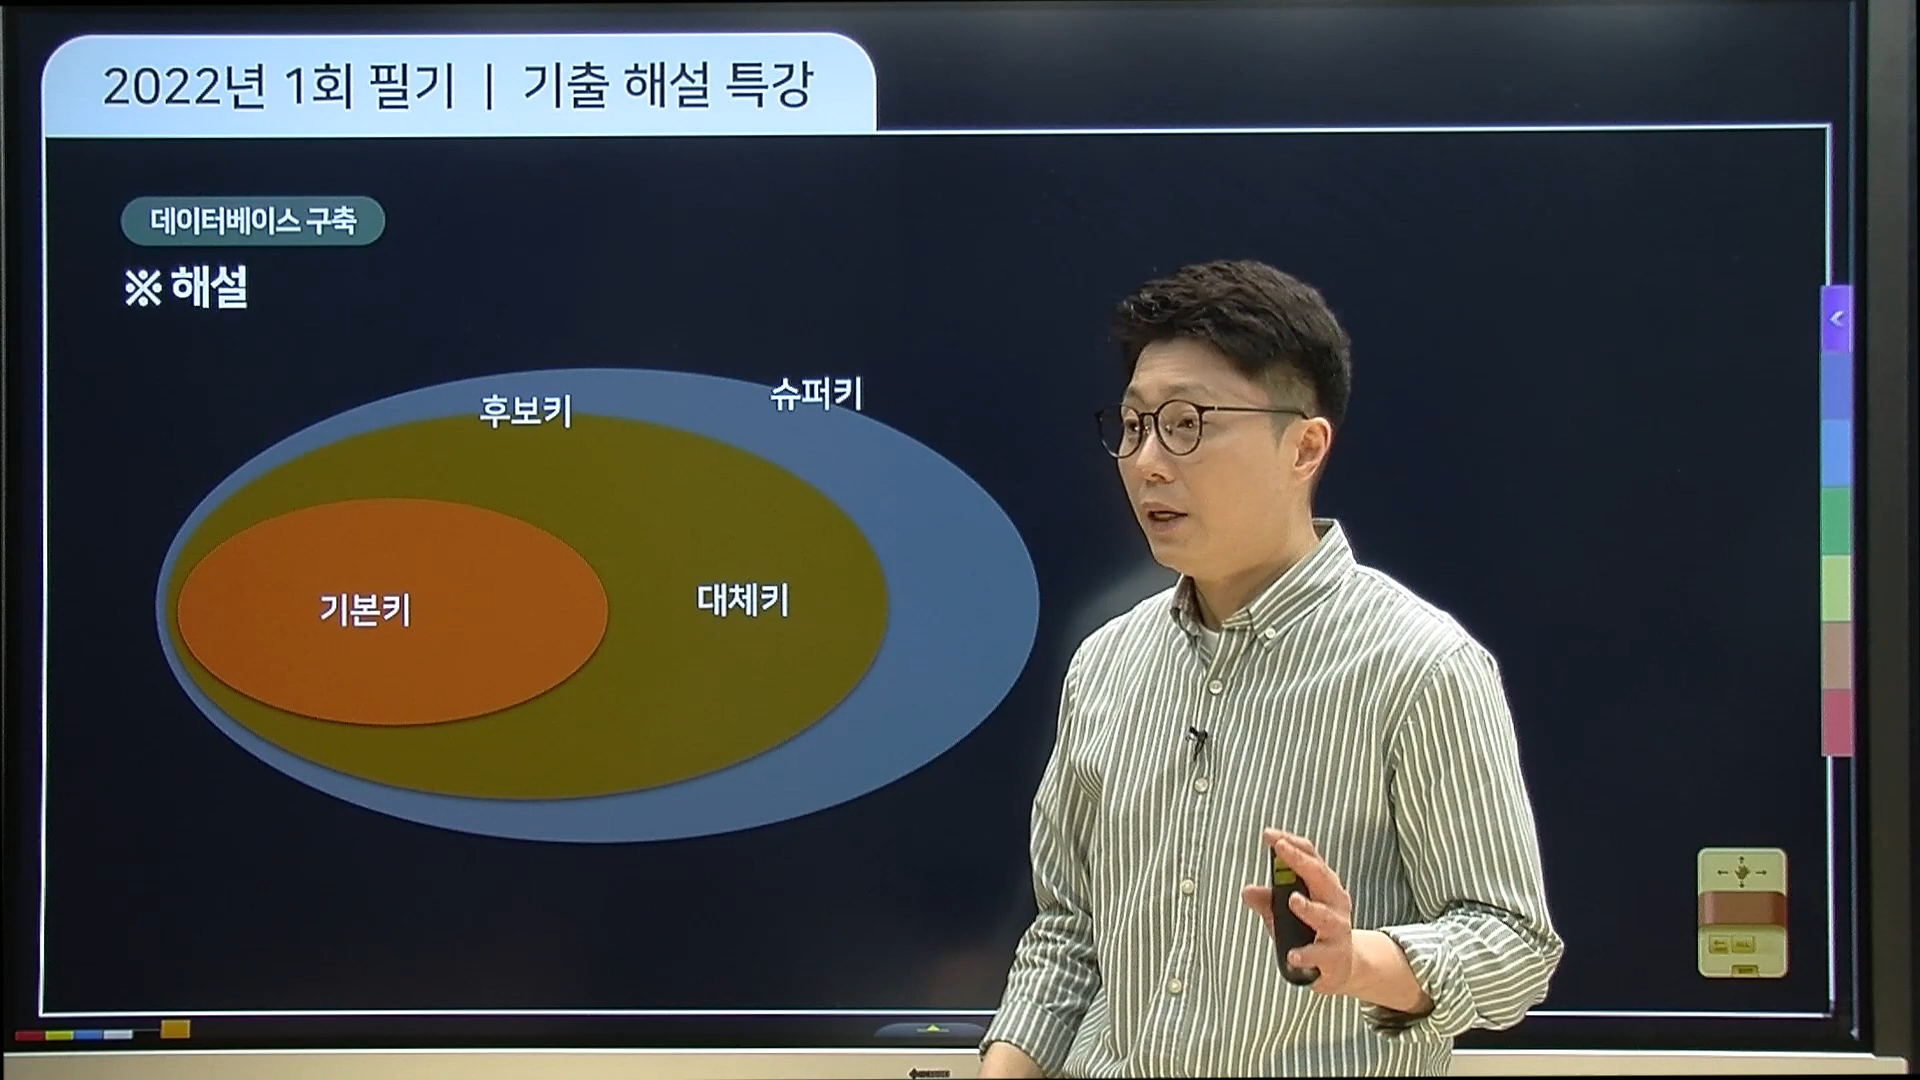 2022년 1회 필기 | 기출 해설 특강
데이터베이스 구축
※ 해설
후보키
슈퍼키
기본키
대체키